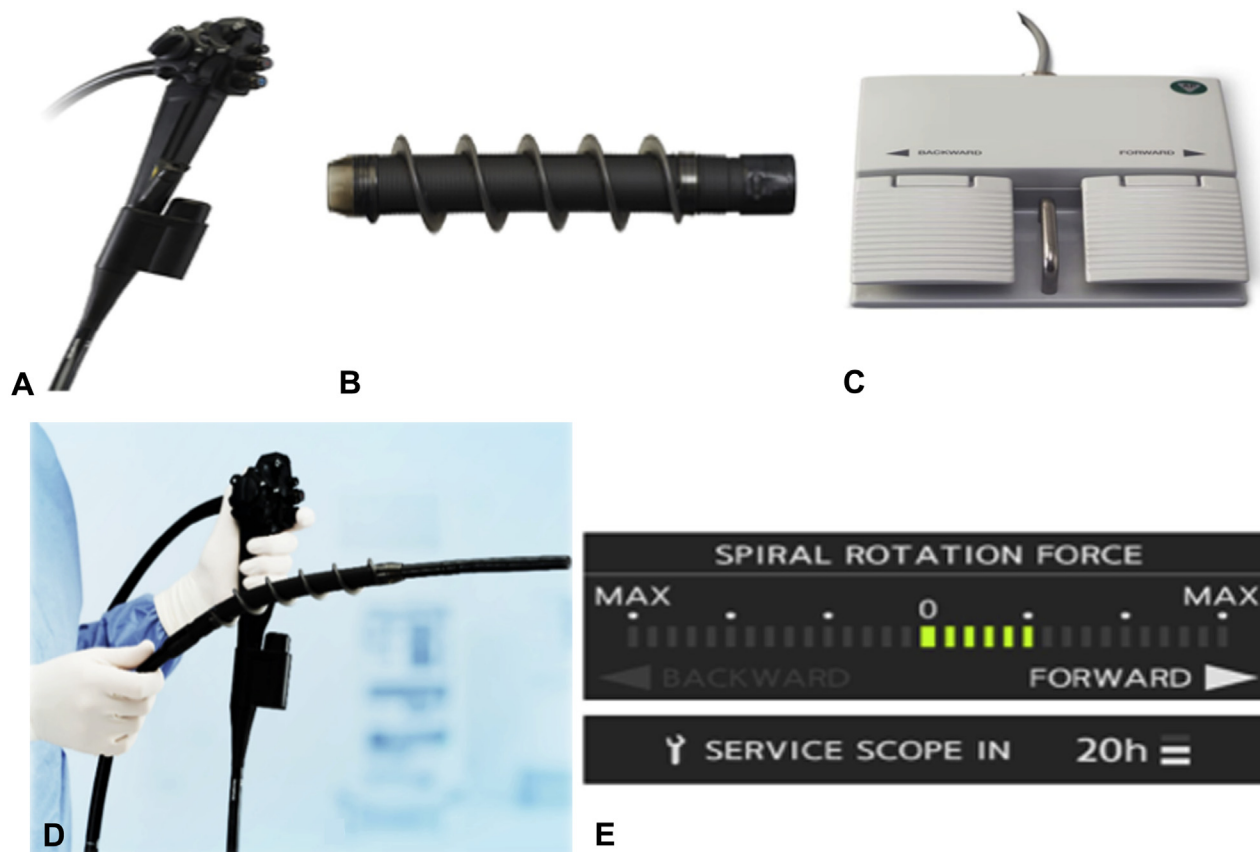 BACKWARD FORWARD
A B C
SPIRAL ROTATION FORCE
MAX 0 MAX
BACKWARD FORWARD
SERVICE SCOPE IN 20h
D E